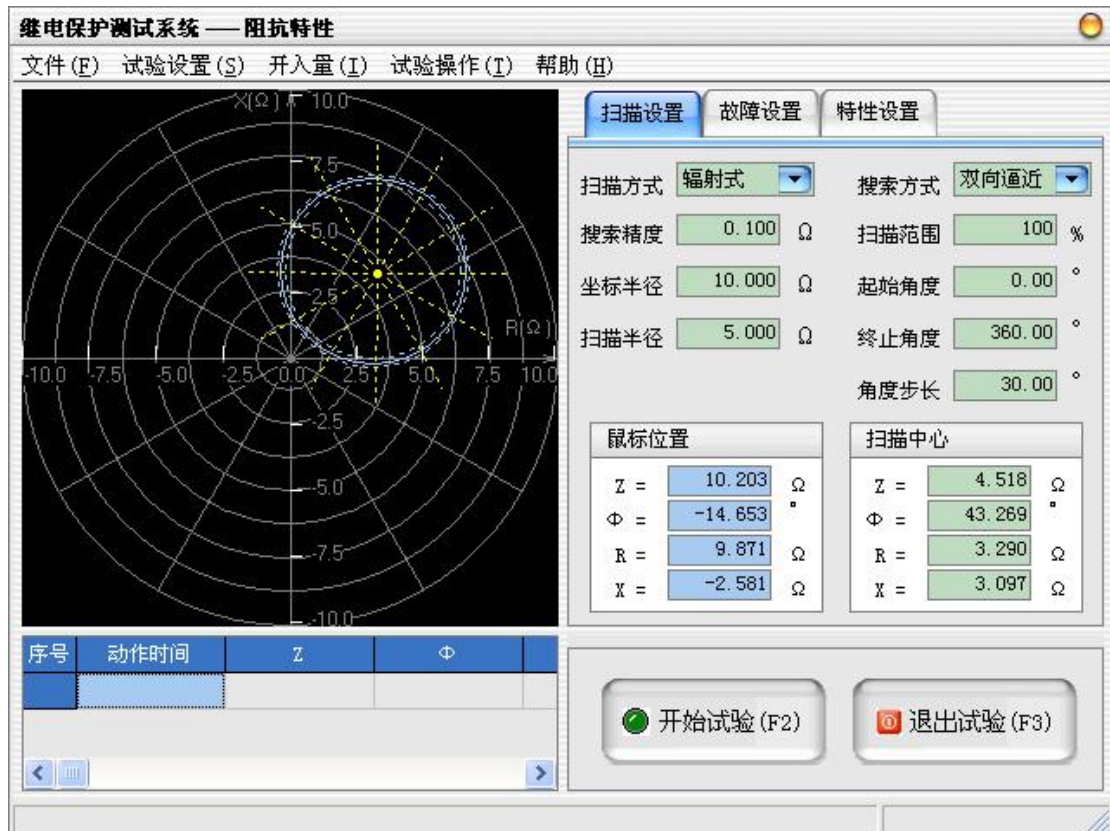 继电保护测试系统 —— 阻抗特性
文件(F) 试验设置(S) 开入量(I) 试验操作(T) 帮助(H)
X(Ω) 10.0
7.5
5.0
2.5
R(Ω)
-10.0 -7.5 -5.0 -2.5 0.0 2.5 5.0 7.5 10.0
-2.5
-5.0
-7.5
-10.0
扫描设置 故障设置 特性设置
扫描方式 辐射式 搜索方式 双向逼近
搜索精度 0.100 Ω 扫描范围 100 %
坐标半径 10.000 Ω 起始角度 0.00 °
扫描半径 5.000 Ω 终止角度 360.00 °
角度步长 30.00 °
鼠标位置
Z = 10.203 Ω
Φ = -14.653 °
R = 9.871 Ω
X = -2.581 Ω
扫描中心
Z = 4.518 Ω
Φ = 43.269 °
R = 3.290 Ω
X = 3.097 Ω
序号 动作时间 Z Φ
开始试验(F2) 退出试验(F3)